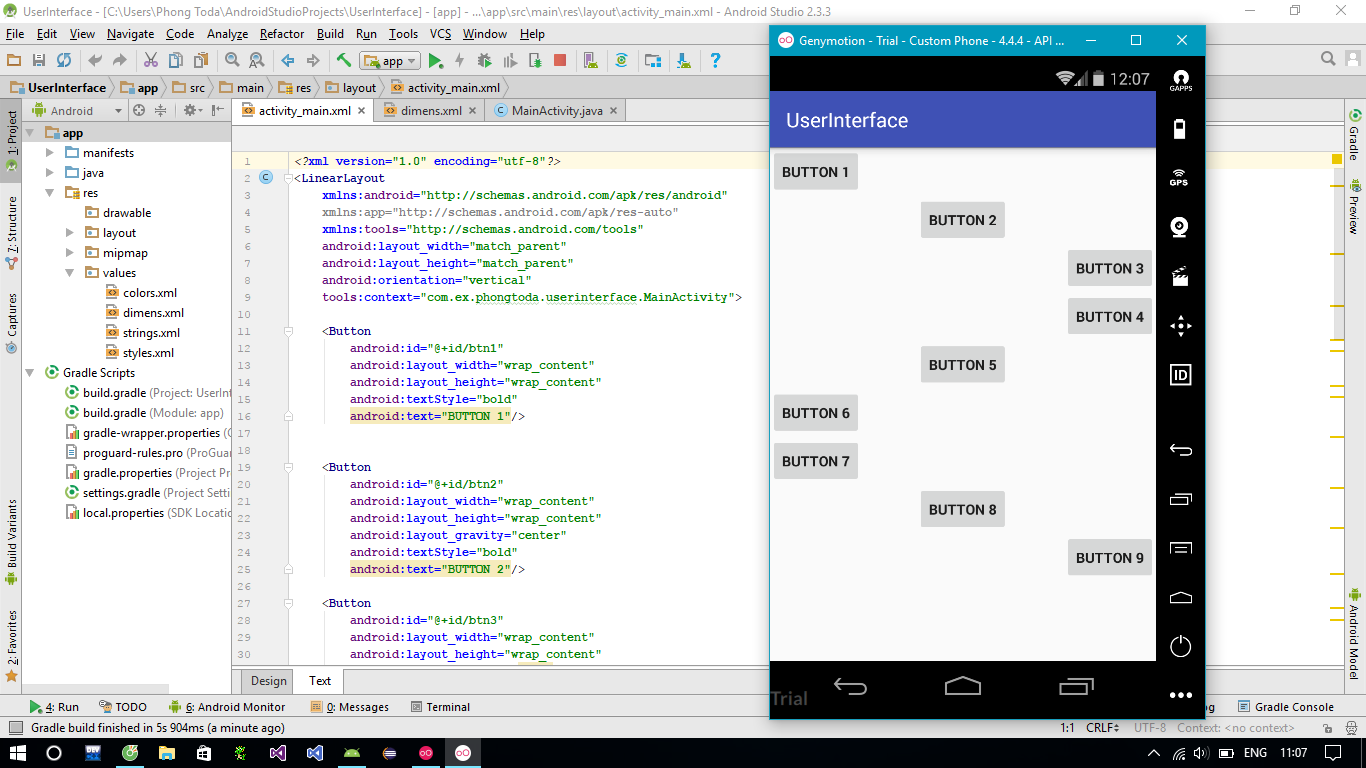 UserInterface - [C:\Users\Phong Toda\AndroidStudioProjects\UserInterface] - [app] - ...\app\src\main\res\layout\activity_main.xml - Android Studio 2.3.3
File Edit View Navigate Code Analyze Refactor Build Run Tools VCS Window Help
app
UserInterface app src main res layout activity_main.xml
Android
activity_main.xml dimens.xml MainActivity.java
1: Project
7: Structure
Captures
Build Variants
2: Favorites
app
manifests
java
res
drawable
layout
mipmap
values
colors.xml
dimens.xml
strings.xml
styles.xml
Gradle Scripts
build.gradle (Project: UserInt
build.gradle (Module: app)
gradle-wrapper.properties (G
proguard-rules.pro (ProGuar
gradle.properties (Project Pr
settings.gradle (Project Setti
local.properties (SDK Locatio
1 <?xml version="1.0" encoding="utf-8"?>
2 <LinearLayout
3 xmlns:android="http://schemas.android.com/apk/res/android"
4 xmlns:app="http://schemas.android.com/apk/res-auto"
5 xmlns:tools="http://schemas.android.com/tools"
6 android:layout_width="match_parent"
7 android:layout_height="match_parent"
8 android:orientation="vertical"
9 tools:context="com.ex.phongtoda.userinterface.MainActivity">
10
11 <Button
12 android:id="@+id/btn1"
13 android:layout_width="wrap_content"
14 android:layout_height="wrap_content"
15 android:textStyle="bold"
16 android:text="BUTTON 1"/>
17
18
19 <Button
20 android:id="@+id/btn2"
21 android:layout_width="wrap_content"
22 android:layout_height="wrap_content"
23 android:layout_gravity="center"
24 android:textStyle="bold"
25 android:text="BUTTON 2"/>
26
27 <Button
28 android:id="@+id/btn3"
29 android:layout_width="wrap_content"
30 android:layout_height="wrap_content"
Design Text
Genymotion - Trial - Custom Phone - 4.4.4 - API ...
12:07
UserInterface
BUTTON 1
BUTTON 2
BUTTON 3
BUTTON 4
BUTTON 5
BUTTON 6
BUTTON 7
BUTTON 8
BUTTON 9
Trial
GAPPS
GPS
ID
Gradle
Preview
Android Model
4: Run TODO 6: Android Monitor 0: Messages Terminal og Gradle Console
Gradle build finished in 5s 904ms (a minute ago) 1:1 CRLF UTF-8 Context: <no context>
DEV
ENG 11:07